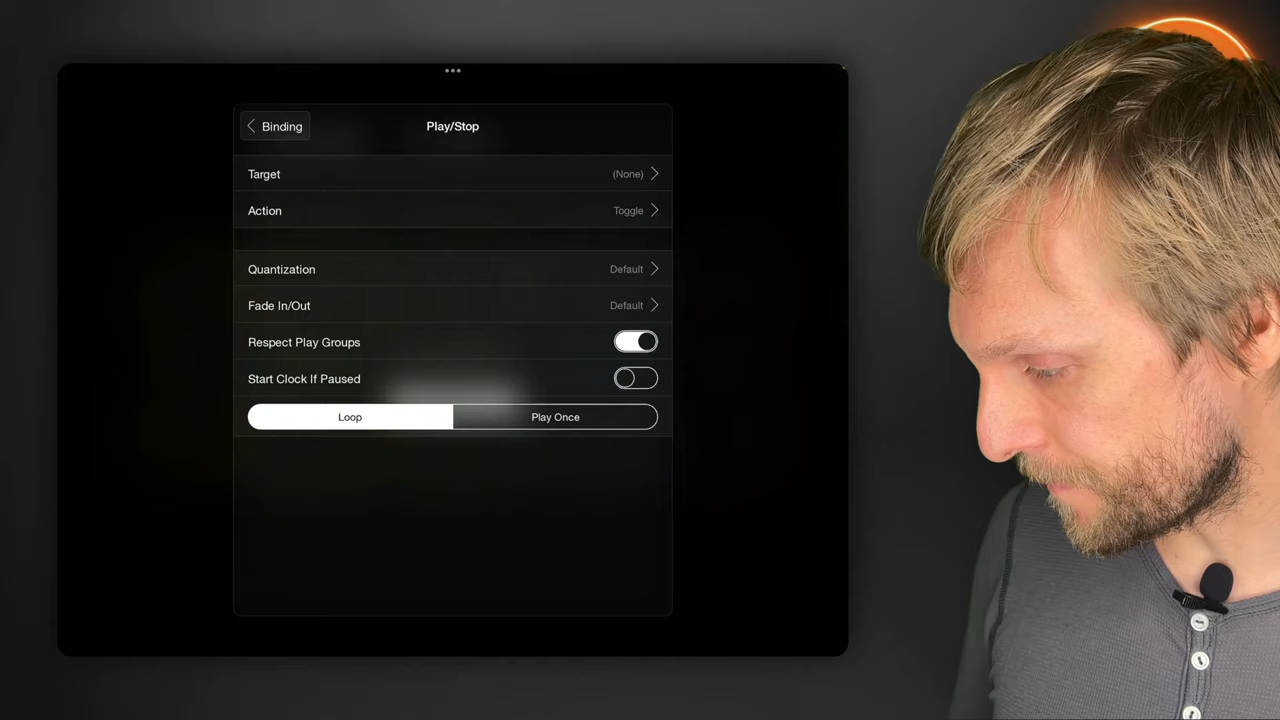 Binding
Play/Stop
Target (None)
Action Toggle
Quantization Default
Fade In/Out Default
Respect Play Groups
Start Clock If Paused
Loop Play Once